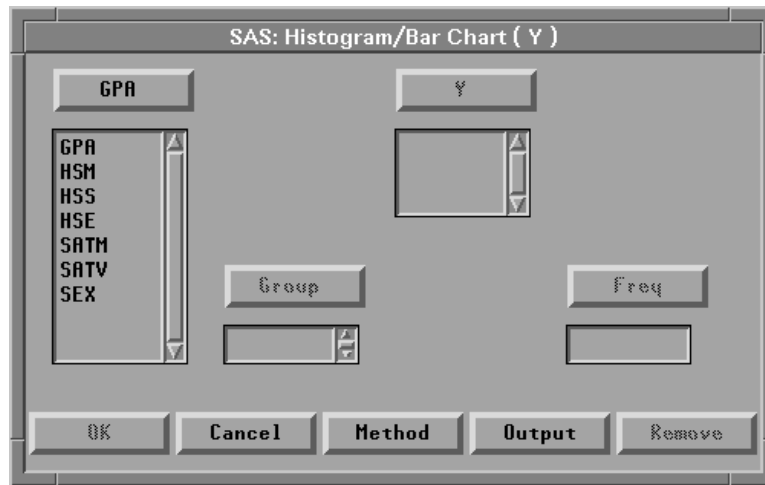 SAS: Histogram/Bar Chart ( Y )
GPA
Y
GPA
HSM
HSS
HSE
SATM
SATV
SEX
Group
Freq
OK
Cancel
Method
Output
Remove